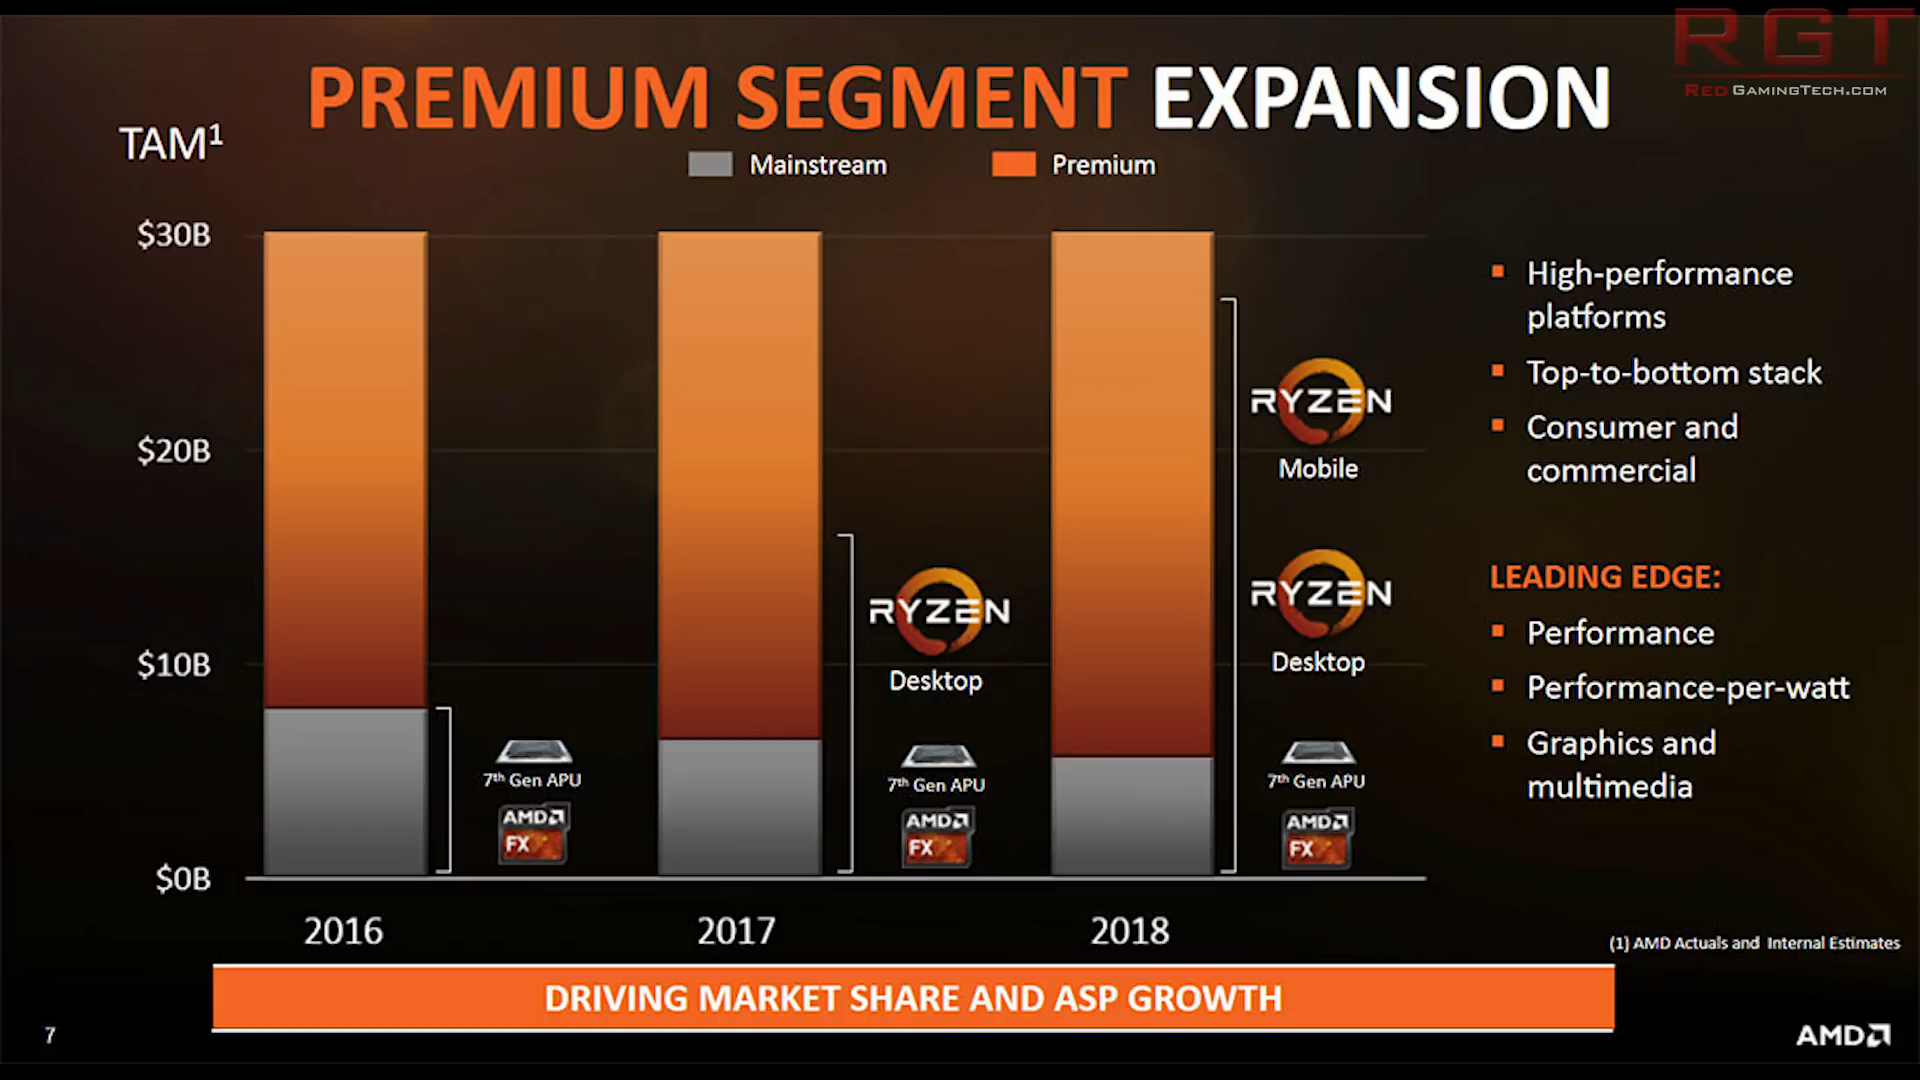 RGT
RedGamingTech.com
PREMIUM SEGMENT EXPANSION
TAM¹
Mainstream
Premium
$30B
$20B
$10B
$0B
7th Gen APU
AMD
FX
2016
RYZEN
Desktop
7th Gen APU
AMD
FX
2017
RYZEN
Mobile
RYZEN
Desktop
7th Gen APU
AMD
FX
2018
High-performance
platforms
Top-to-bottom stack
Consumer and
commercial
LEADING EDGE:
Performance
Performance-per-watt
Graphics and
multimedia
(1) AMD Actuals and Internal Estimates
DRIVING MARKET SHARE AND ASP GROWTH
7
AMD